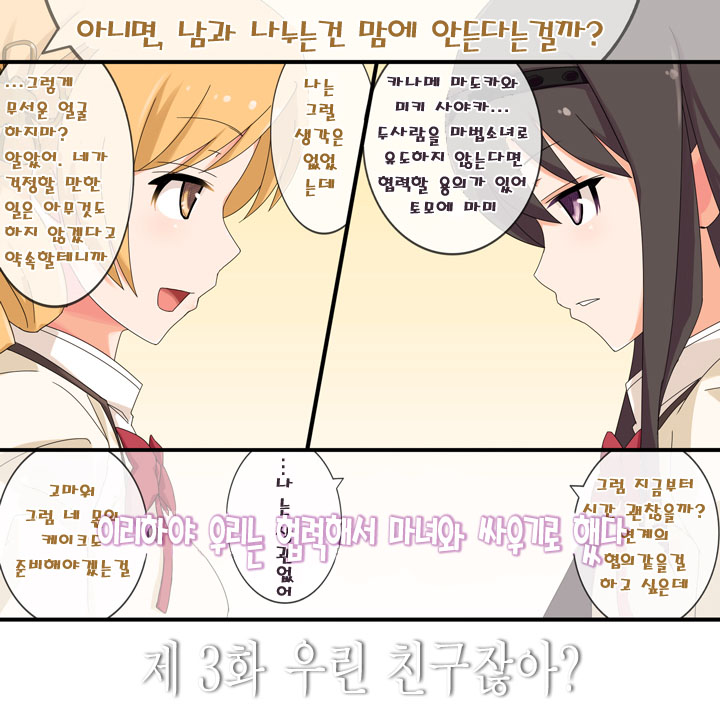 아니면, 남과 나누는건 맘에 안든다는걸까?
...그렇게
무서운 얼굴
하지마?
알았어. 네가
걱정할 만한
일은 아무것도
하지 않겠다고
약속할테니까
나는
그럴
생각은
없었
는데
카나메 마도카와
미키 사야카...
두사람을 마법소녀로
유도하지 않는다면
협력할 용의가 있어
토모에 마미
고마워
그럼 네 몫의
케이크도
준비해야겠는걸
...나는
상관없어
그럼 지금부터
시간 괜찮을까?
연계의
협의같을걸
하고 싶은데
이리하야 우리는 협력해서 마녀와 싸우기로 했다
제 3화 우린 친구잖아?